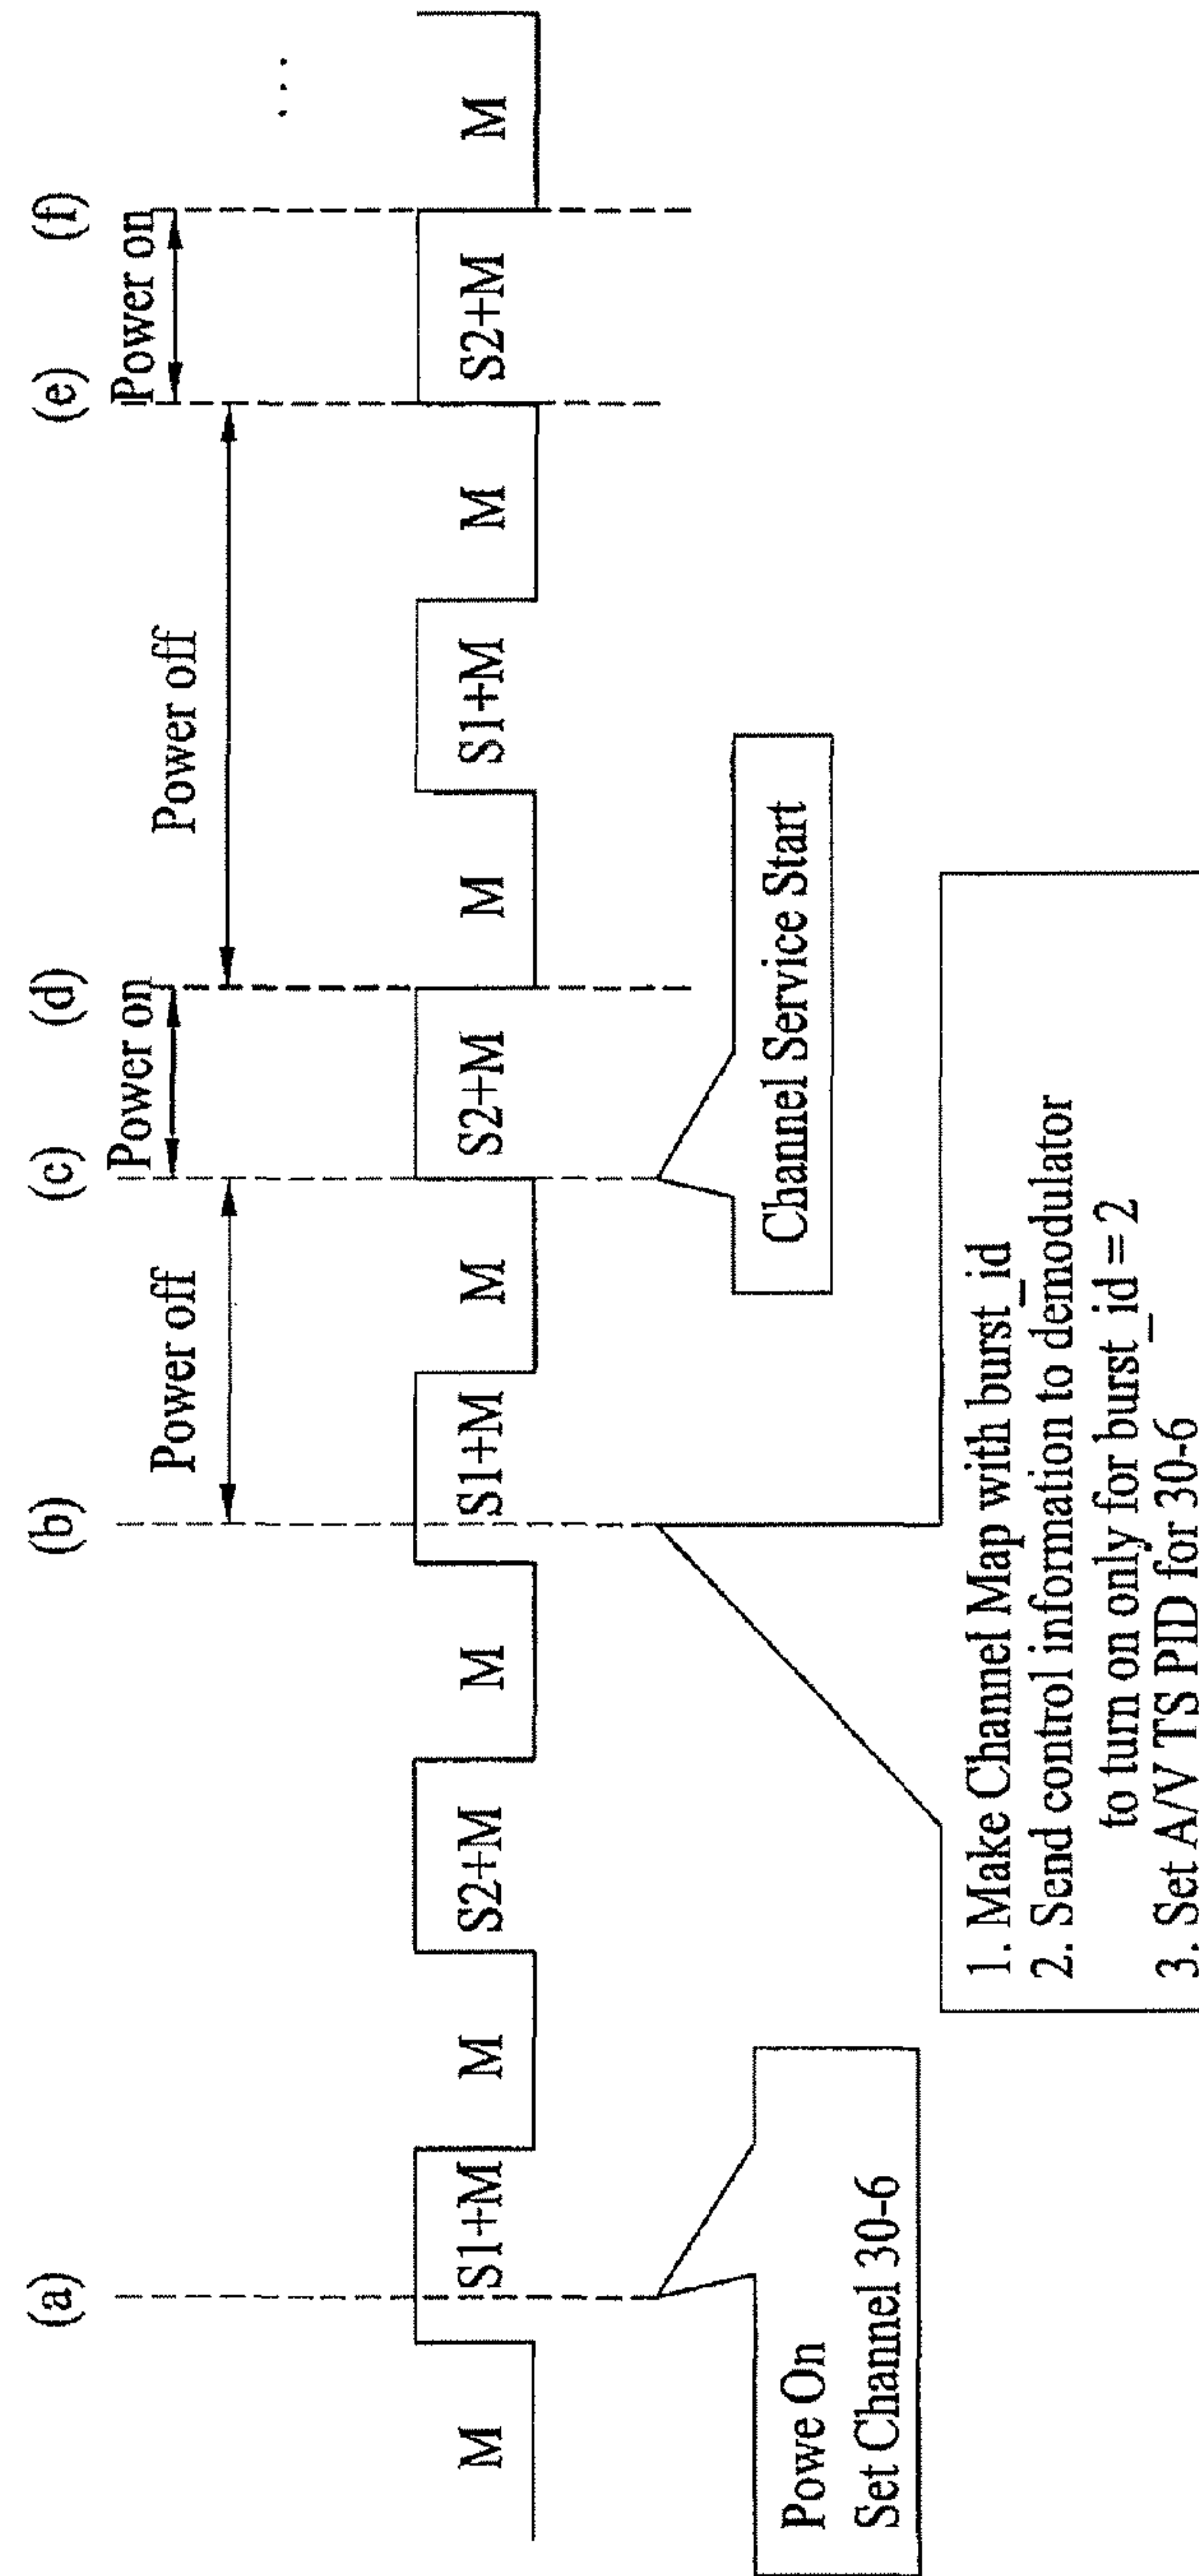 (a) (b) (c) (d) (e) (f)
Power on Power on
Power off Power off
...
M S1+M M S2+M M S1+M M S2+M M S1+M M S2+M M
Powe On
Set Channel 30-6
Channel Service Start
1. Make Channel Map with burst_id
2. Send control information to demodulator
to turn on only for burst_id = 2
3. Set A/V TS PID for 30-6